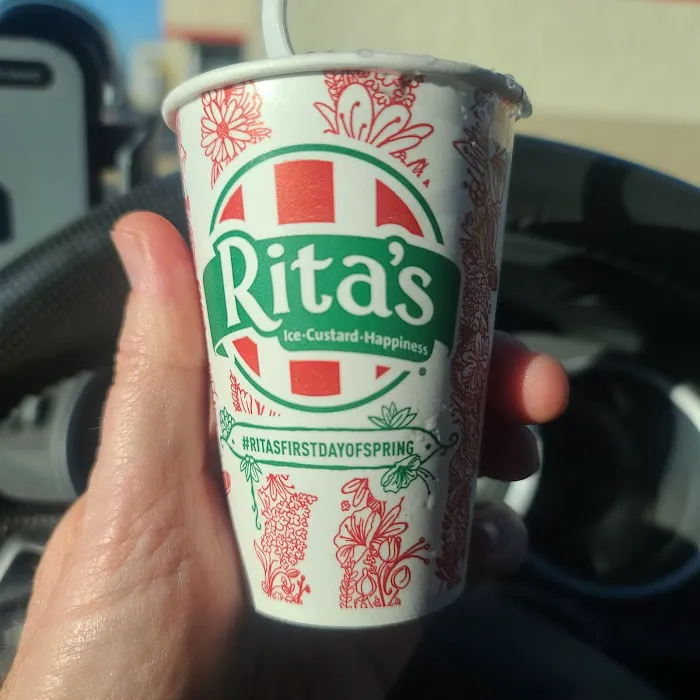 Rita's
Ice·Custard·Happiness
®
#RITASFIRSTDAYOFSPRING